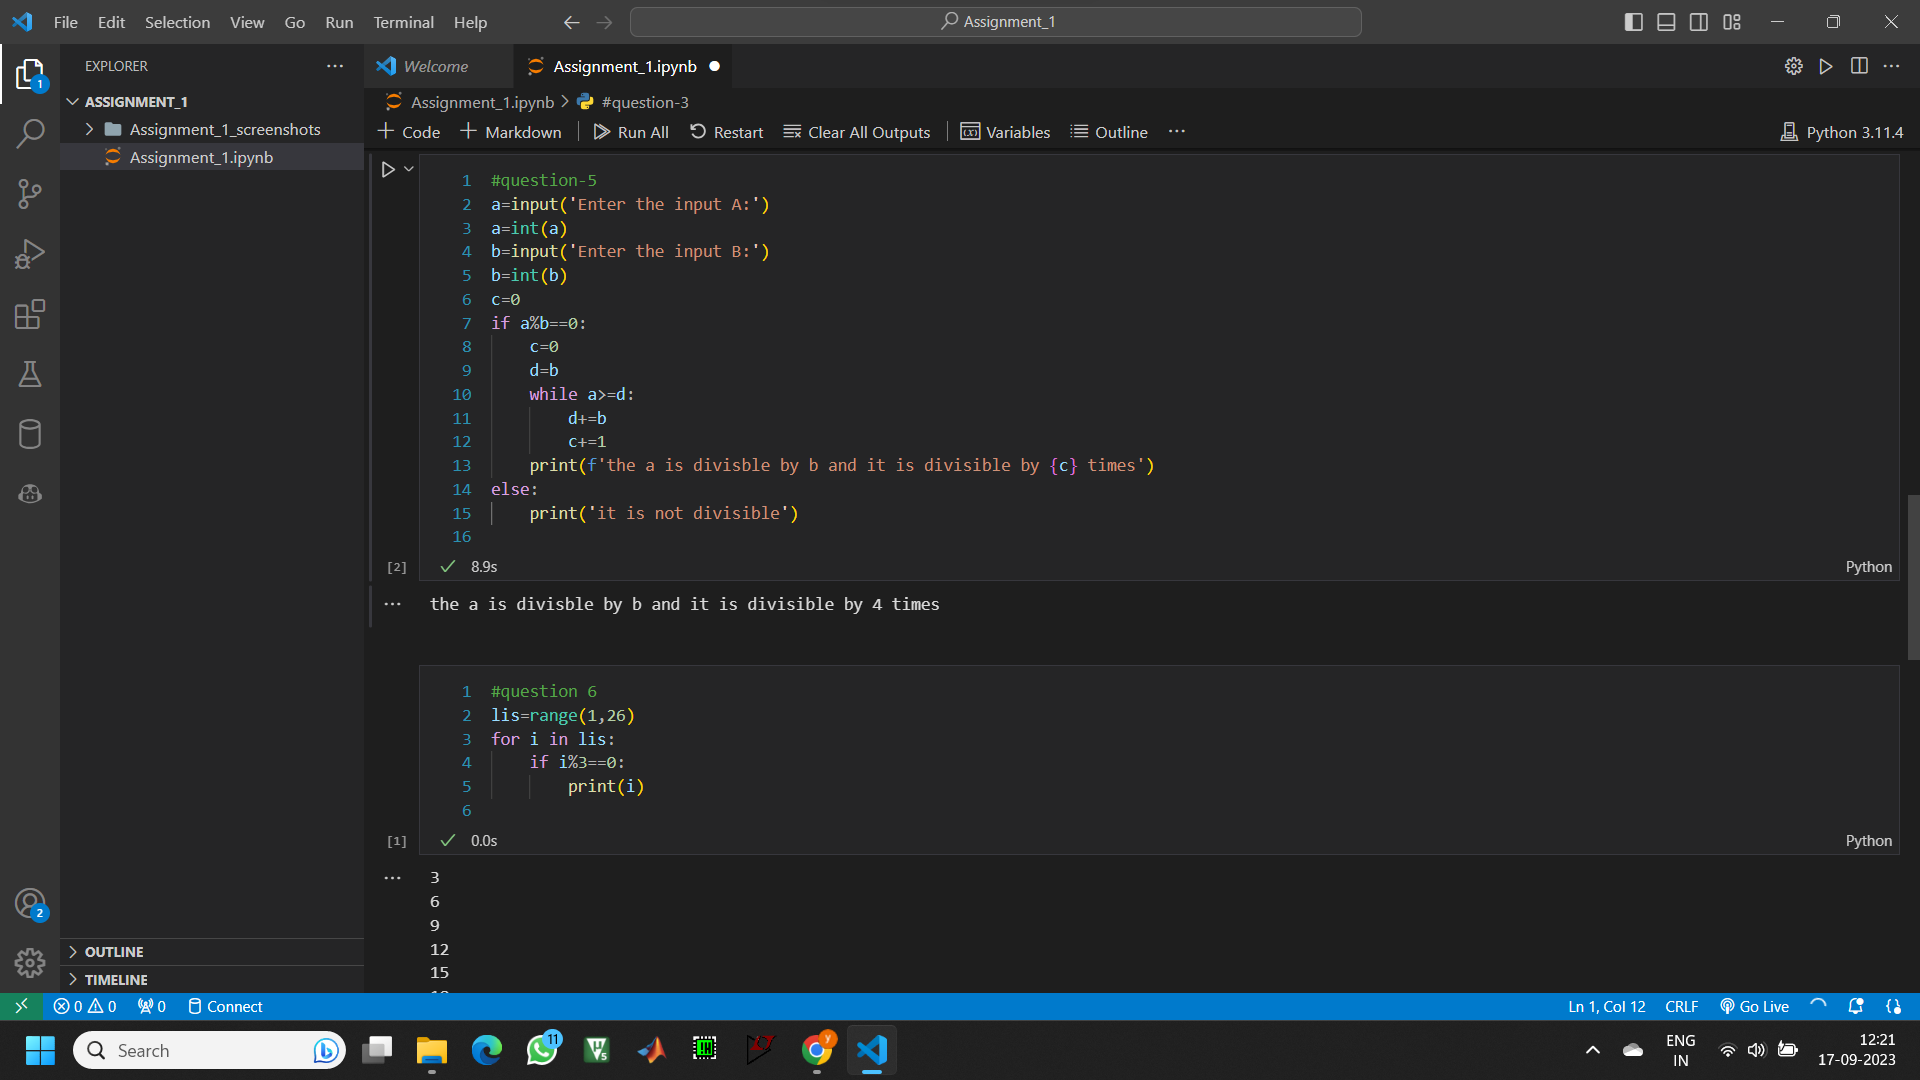 File Edit Selection View Go Run Terminal Help
Assignment_1
EXPLORER
Welcome
Assignment_1.ipynb
ASSIGNMENT_1
Assignment_1_screenshots
Assignment_1.ipynb
Assignment_1.ipynb > #question-3
Code Markdown Run All Restart Clear All Outputs Variables Outline
Python 3.11.4
1 #question-5
2 a=input('Enter the input A:')
3 a=int(a)
4 b=input('Enter the input B:')
5 b=int(b)
6 c=0
7 if a%b==0:
8 c=0
9 d=b
10 while a>=d:
11 d+=b
12 c+=1
13 print(f'the a is divisble by b and it is divisible by {c} times')
14 else:
15 print('it is not divisible')
16
[2] 8.9s
Python
the a is divisble by b and it is divisible by 4 times
1 #question 6
2 lis=range(1,26)
3 for i in lis:
4 if i%3==0:
5 print(i)
6
[1] 0.0s
Python
3
6
9
12
15
1
2
OUTLINE
TIMELINE
0 0 0 Connect
Ln 1, Col 12 CRLF Go Live
Search
11
ENG
IN
12:21
17-09-2023